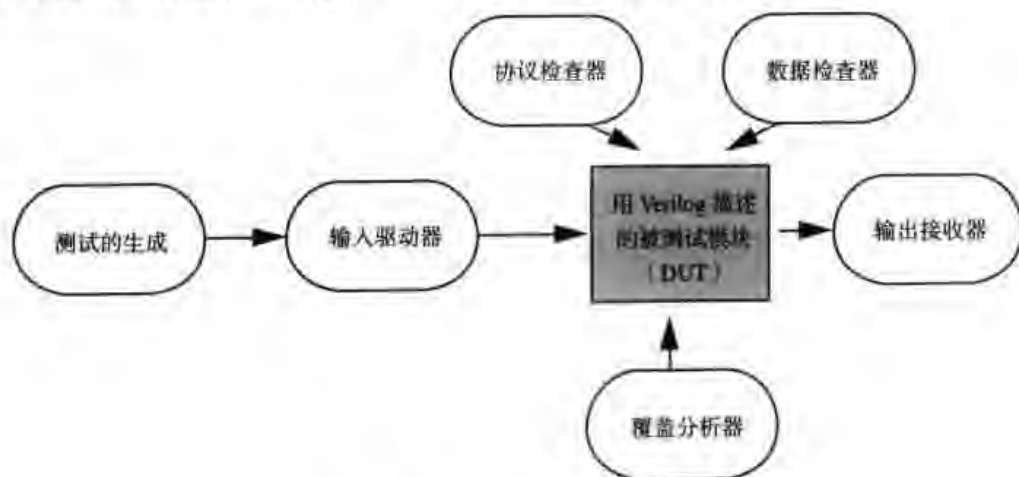 协议检查器
数据检查器
测试的生成
输入驱动器
用 Verilog 描述
的被测试模块
（DUT）
输出接收器
覆盖分析器